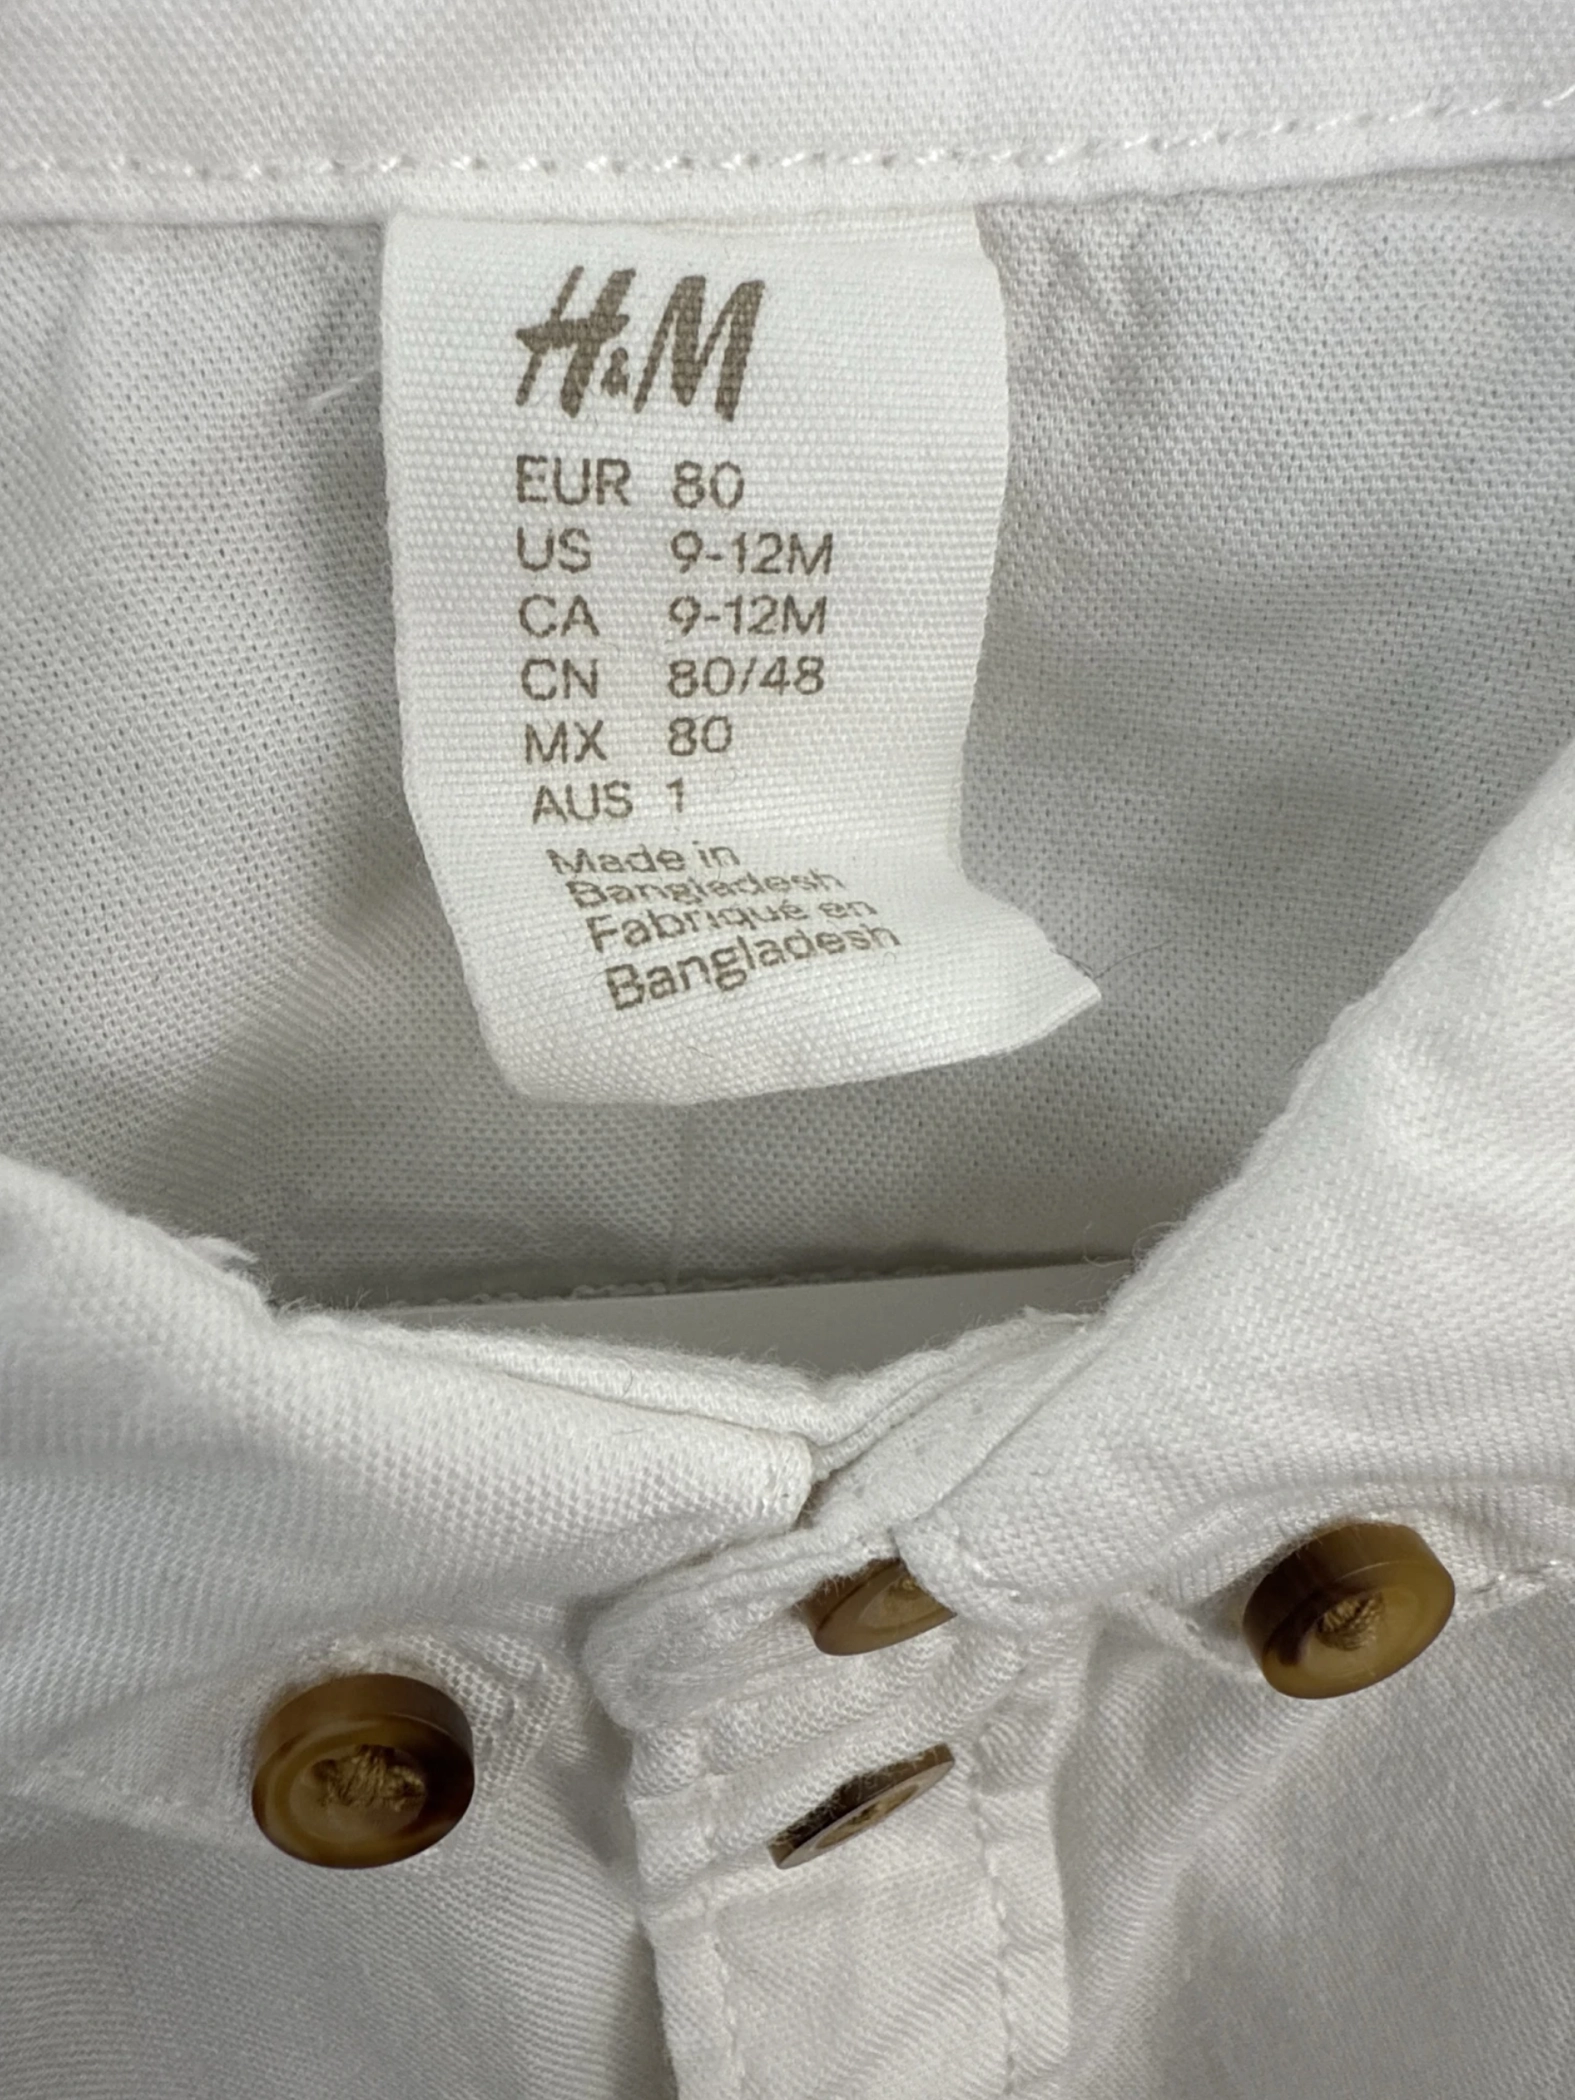 H&M
EUR 80
US 9-12M
CA 9-12M
CN 80/48
MX 80
AUS 1
Made in
Bangladesh
Fabriqué en
Bangladesh